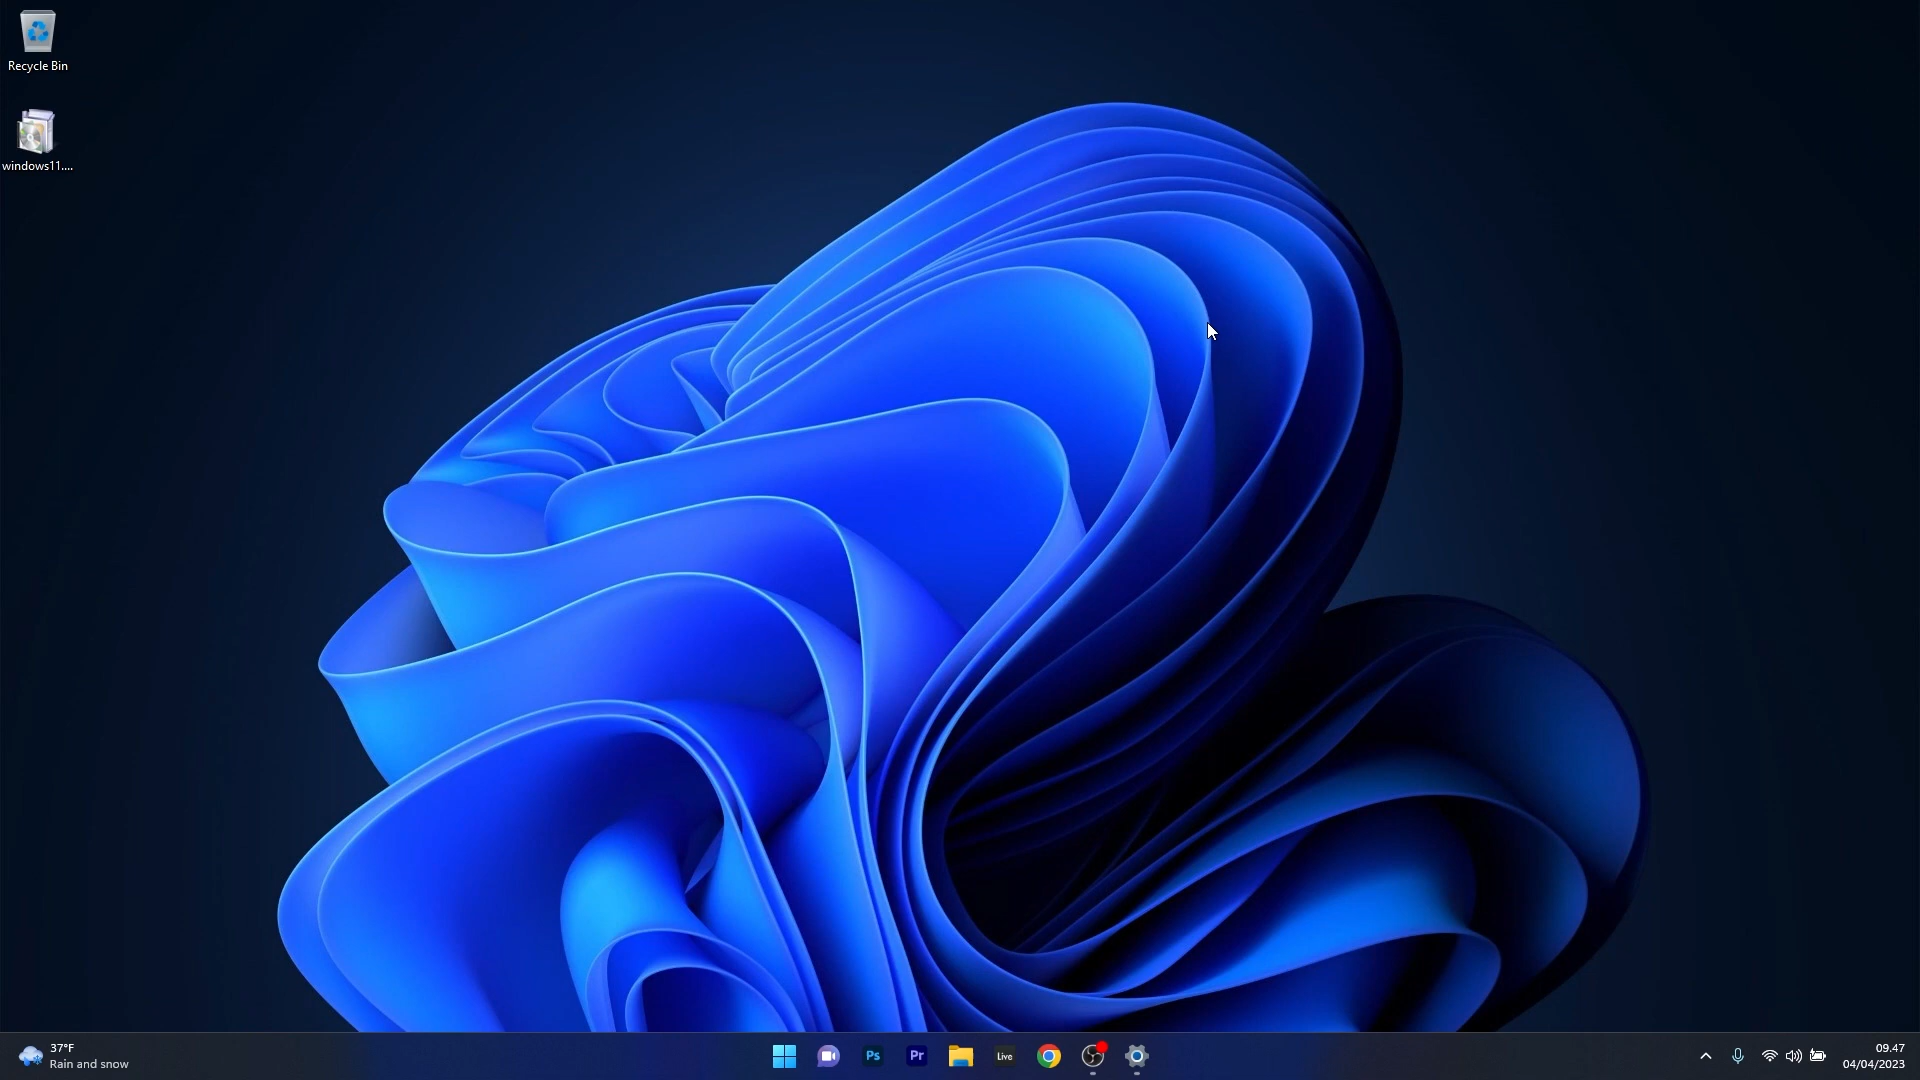 Recycle Bin
windows11....
37°F
Rain and snow
Ps
Pr
Live
09.47
04/04/2023